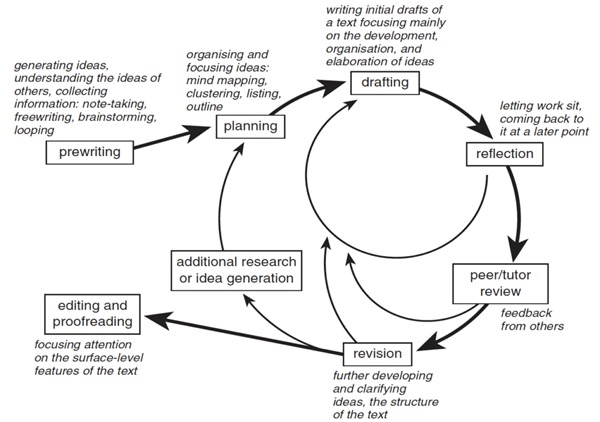 generating ideas,
understanding the ideas of
others, collecting
information: note-taking,
freewriting, brainstorming,
looping
prewriting
organising and
focusing ideas:
mind mapping,
clustering, listing,
outline
planning
writing initial drafts of
a text focusing mainly
on the development,
organisation, and
elaboration of ideas
drafting
letting work sit,
coming back to
it at a later point
reflection
peer/tutor
review
feedback
from others
revision
further developing
and clarifying
ideas, the structure
of the text
additional research
or idea generation
editing and
proofreading
focusing attention
on the surface-level
features of the text